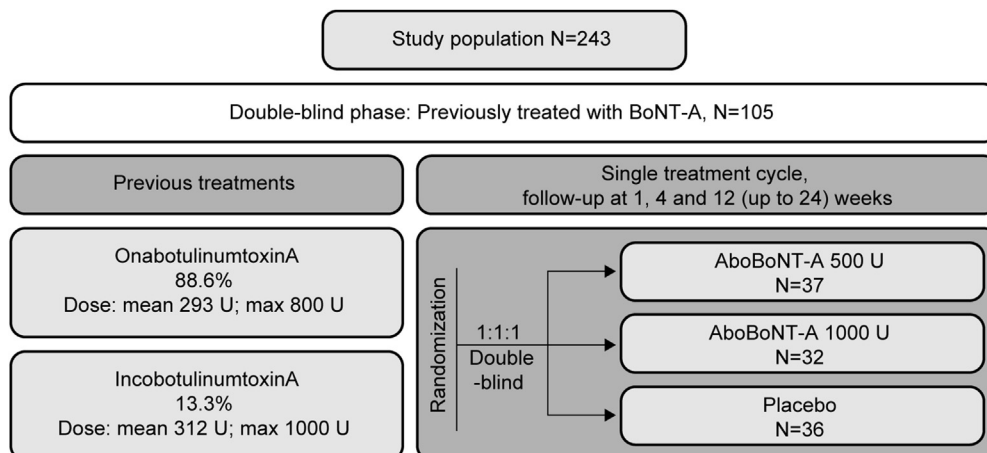 Study population N=243
Double-blind phase: Previously treated with BoNT-A, N=105
Previous treatments
Single treatment cycle,
follow-up at 1, 4 and 12 (up to 24) weeks
OnabotulinumtoxinA
88.6%
Dose: mean 293 U; max 800 U
IncobotulinumtoxinA
13.3%
Dose: mean 312 U; max 1000 U
Randomization
1:1:1
Double
-blind
AboBoNT-A 500 U
N=37
AboBoNT-A 1000 U
N=32
Placebo
N=36